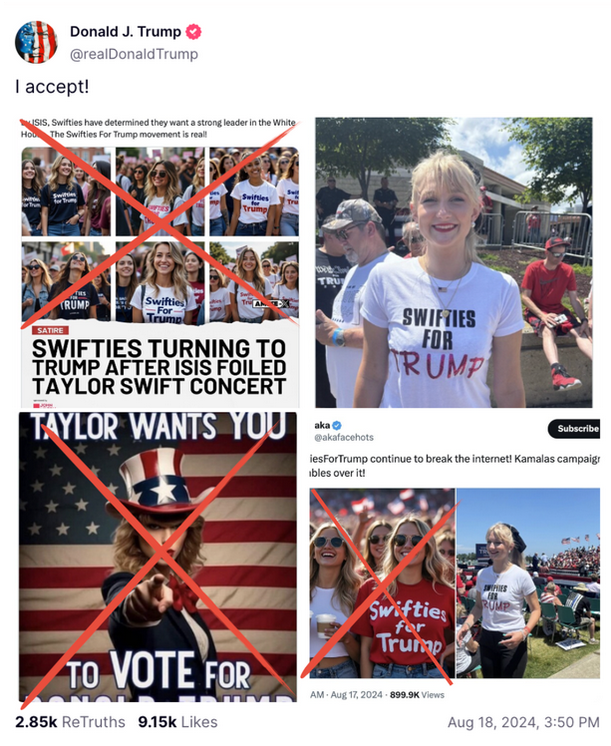 Donald J. Trump
@realDonaldTrump
I accept!
ISIS, Swifties have determined they want a strong leader in the White
The Swifties For Trump movement is real!
Swifties
for Trump
Swifties
for
Trump
TRUMP
Swifties
For
Trump
SATIRE
SWIFTIES TURNING TO
TRUMP AFTER ISIS FOILED
TAYLOR SWIFT CONCERT
SWIFTIES
FOR
TRUMP
TAYLOR WANTS YOU
TO VOTE FOR
DONALD TRUMP
aka
@akafacehots
Subscribe
iesForTrump continue to break the internet! Kamalas campaign
bles over it!
Swifties
for
Trump
SWIFTIES
FOR
TRUMP
AM · Aug 17, 2024 · 899.9K Views
2.85k ReTruths 9.15k Likes
Aug 18, 2024, 3:50 PM